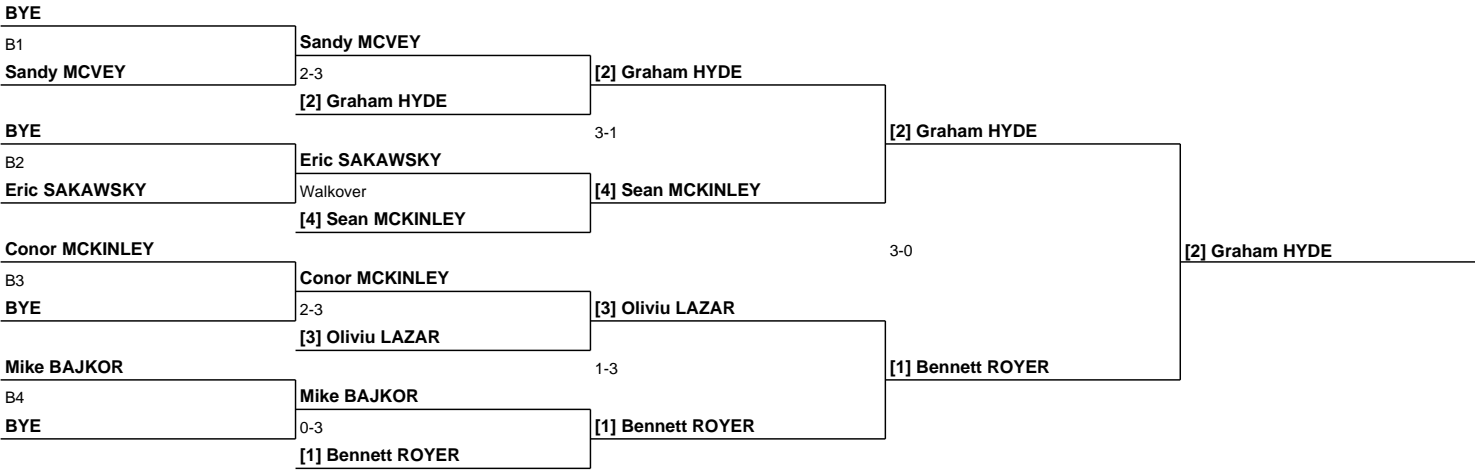 BYE
B1
Sandy MCVEY
BYE
B2
Eric SAKAWSKY
Conor MCKINLEY
B3
BYE
Mike BAJKOR
B4
BYE
Sandy MCVEY
2-3
[2] Graham HYDE
Eric SAKAWSKY
Walkover
[4] Sean MCKINLEY
Conor MCKINLEY
2-3
[3] Oliviu LAZAR
Mike BAJKOR
0-3
[1] Bennett ROYER
[2] Graham HYDE
3-1
[4] Sean MCKINLEY
[3] Oliviu LAZAR
1-3
[1] Bennett ROYER
[2] Graham HYDE
3-0
[1] Bennett ROYER
[2] Graham HYDE